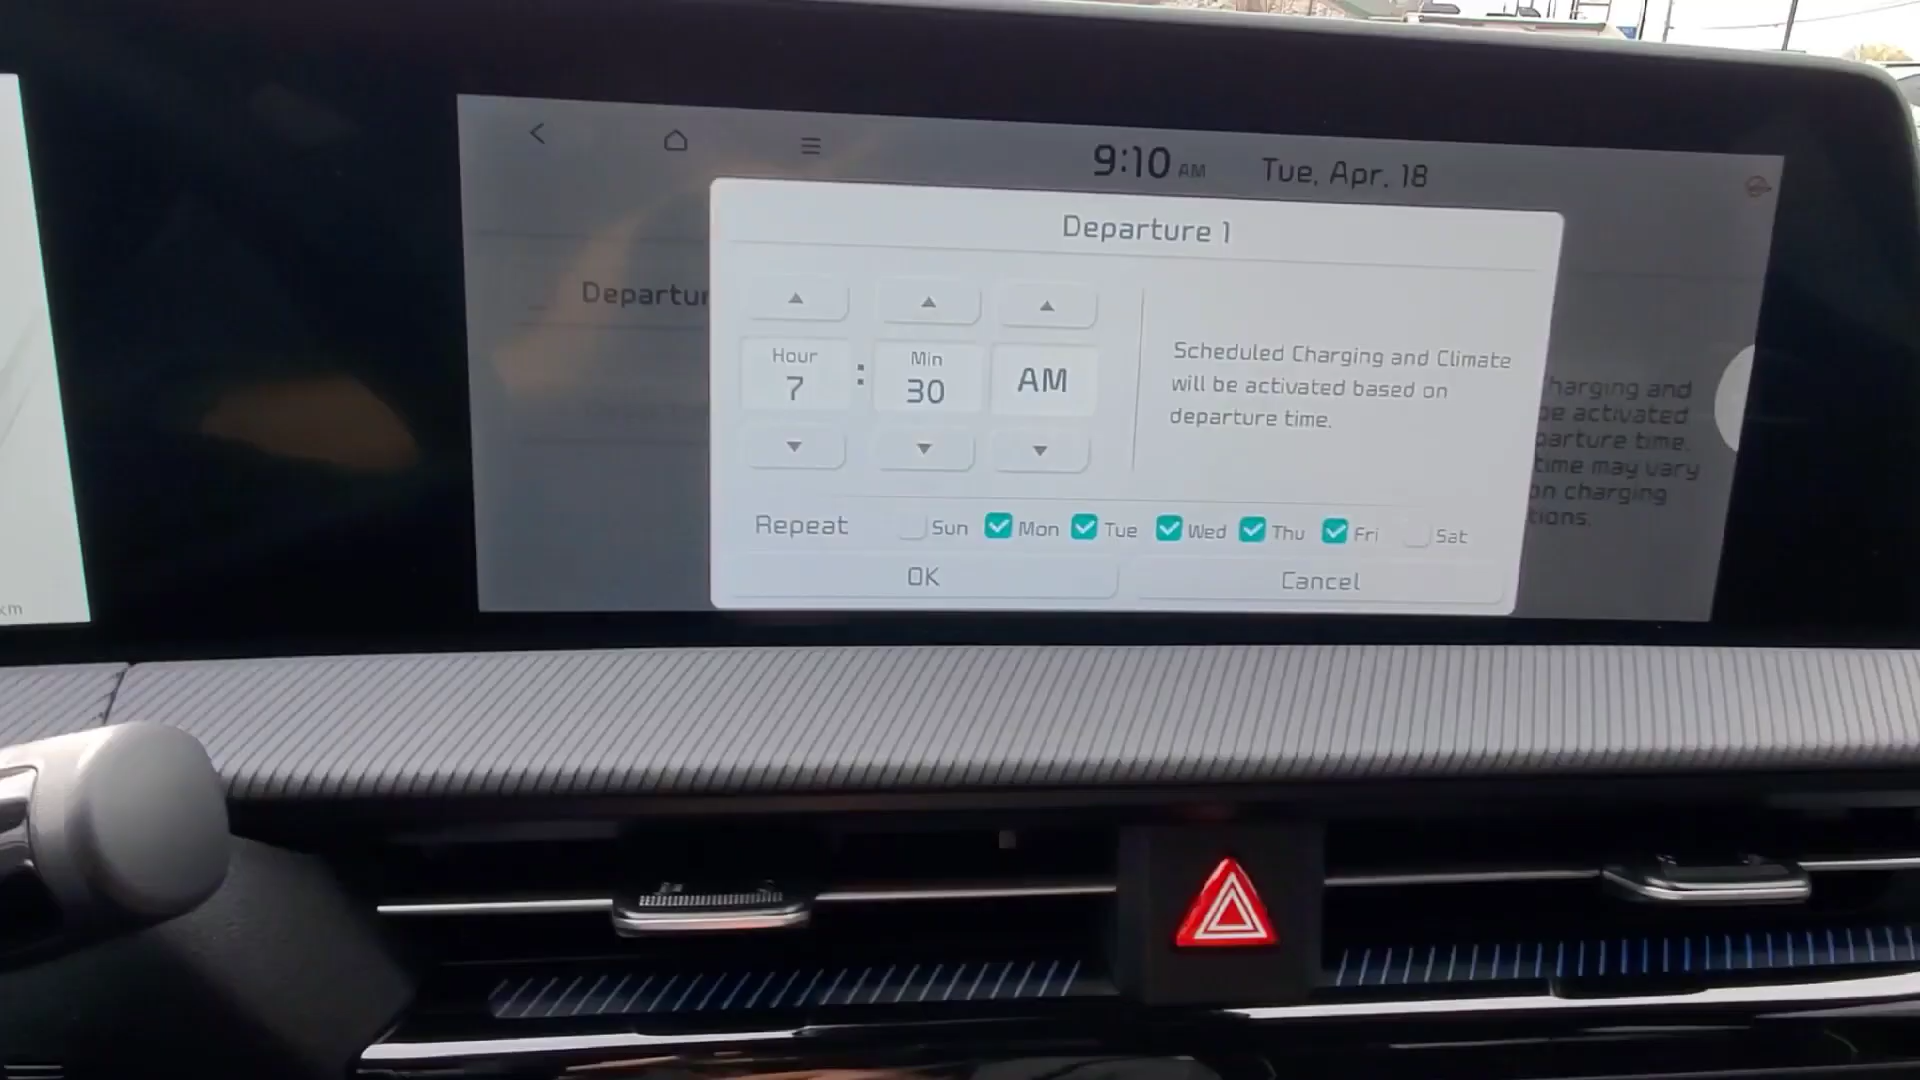 9:10 AM Tue, Apr. 18
Departure 1
Departur
Hour
7
:
Min
30
AM
Scheduled Charging and Climate
will be activated based on
departure time.
harging and
be activated
parture time.
time may vary
on charging
tions.
Repeat Sun Mon Tue Wed Thu Fri Sat
OK Cancel
km